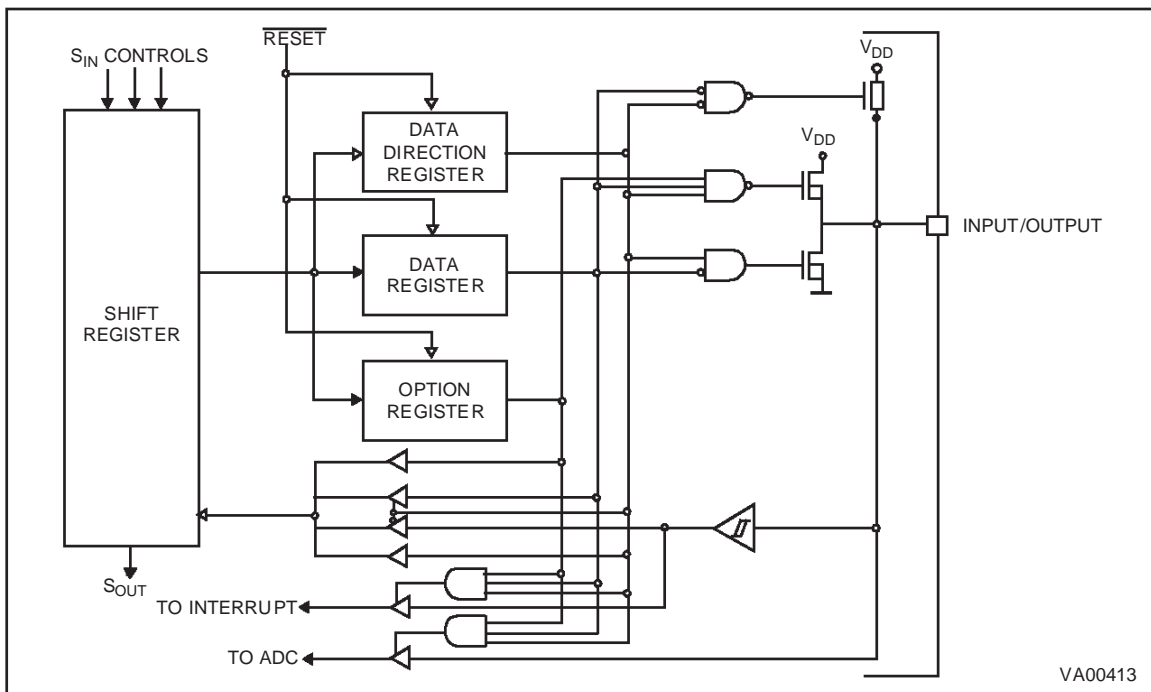 RESET
S_IN CONTROLS
V_DD
DATA
DIRECTION
REGISTER
V_DD
INPUT/OUTPUT
DATA
REGISTER
SHIFT
REGISTER
OPTION
REGISTER
S_OUT
TO INTERRUPT
TO ADC
VA00413